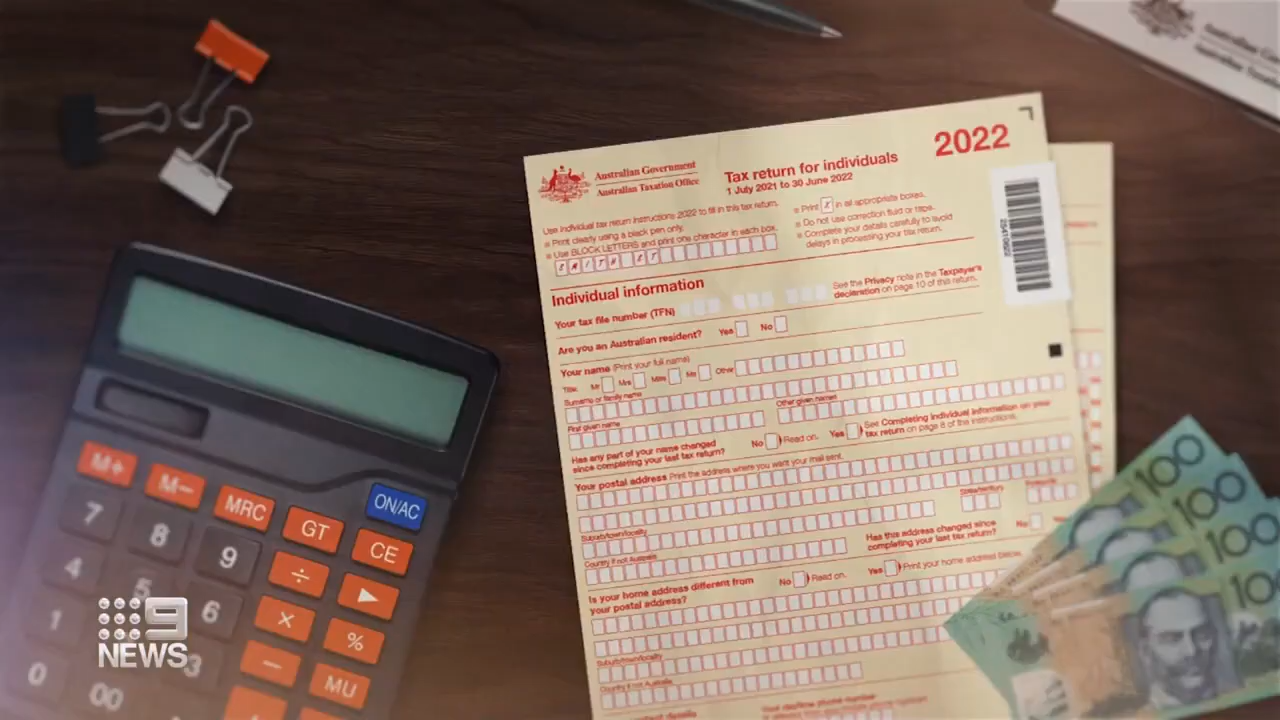 Australian Government
Australian Taxation Office
Tax return for individuals
1 July 2021 to 30 June 2022
2022
Use Individual tax return instructions 2022 to fill in this tax return.
Print clearly using a black pen only.
Use BLOCK LETTERS and print one character in each box.
SMITH ST
Print X in all appropriate boxes.
Do not use correction fluid or tape.
Complete your details carefully to avoid
delays in processing your tax return.
25410622
Individual information
Your tax file number (TFN)
See the Privacy note in the Taxpayer's
declaration on page 10 of this return.
Are you an Australian resident? Yes No
Your name (Print your full name)
Title: Mr Mrs Miss Ms Other
Surname or family name
First given name
Other given names
Has any part of your name changed
since completing your last tax return?
No Read on. Yes
See Completing individual information on your
tax return on page 8 of the instructions.
Your postal address Print the address where you want your mail sent.
Suburb/town/locality
State/territory
Postcode
Country if not Australia
Has this address changed since
completing your last tax return?
No
Is your home address different from
your postal address?
No Read on. Yes Print your home address below.
Suburb/town/locality
Country if not Australia
100
100
100
100
M+
M−
MRC
GT
ON/AC
CE
7
8
9
÷
▶
4
5
6
×
%
1
3
−
MU
0
00
9
NEWS